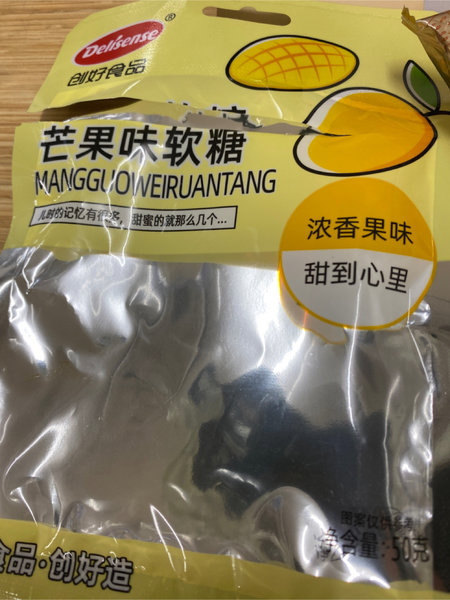 Delisense
®
创好食品
芒果味软糖
MANGGUOWEIRUANTANG
儿时的记忆有很多, 甜蜜的就那么几个...
浓香果味
甜到心里
图案仅供参考
净含量: 50克
食品·创好造